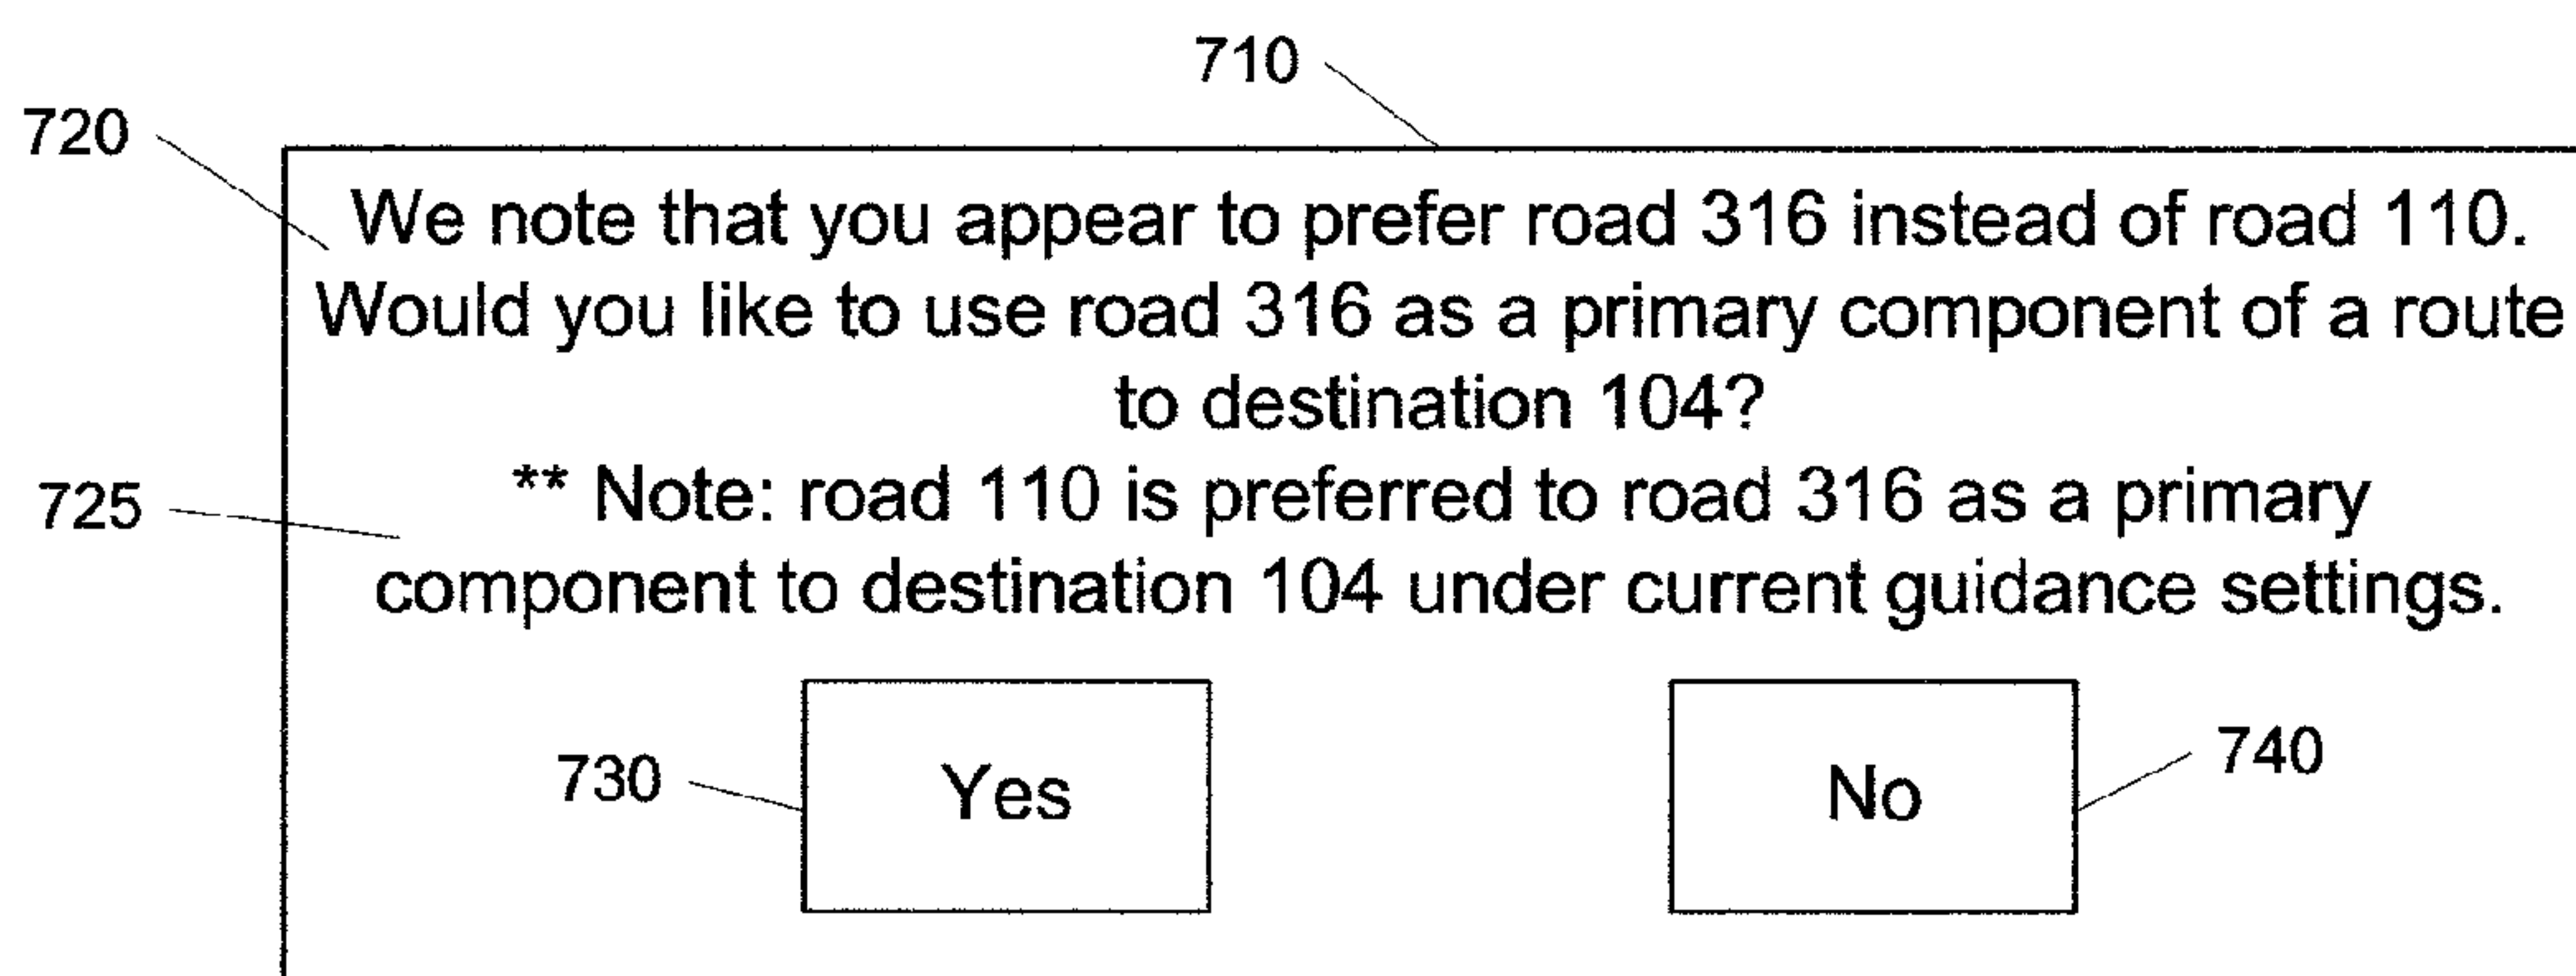 710
720
We note that you appear to prefer road 316 instead of road 110.
Would you like to use road 316 as a primary component of a route
to destination 104?
** Note: road 110 is preferred to road 316 as a primary
725
component to destination 104 under current guidance settings.
730
Yes
No
740